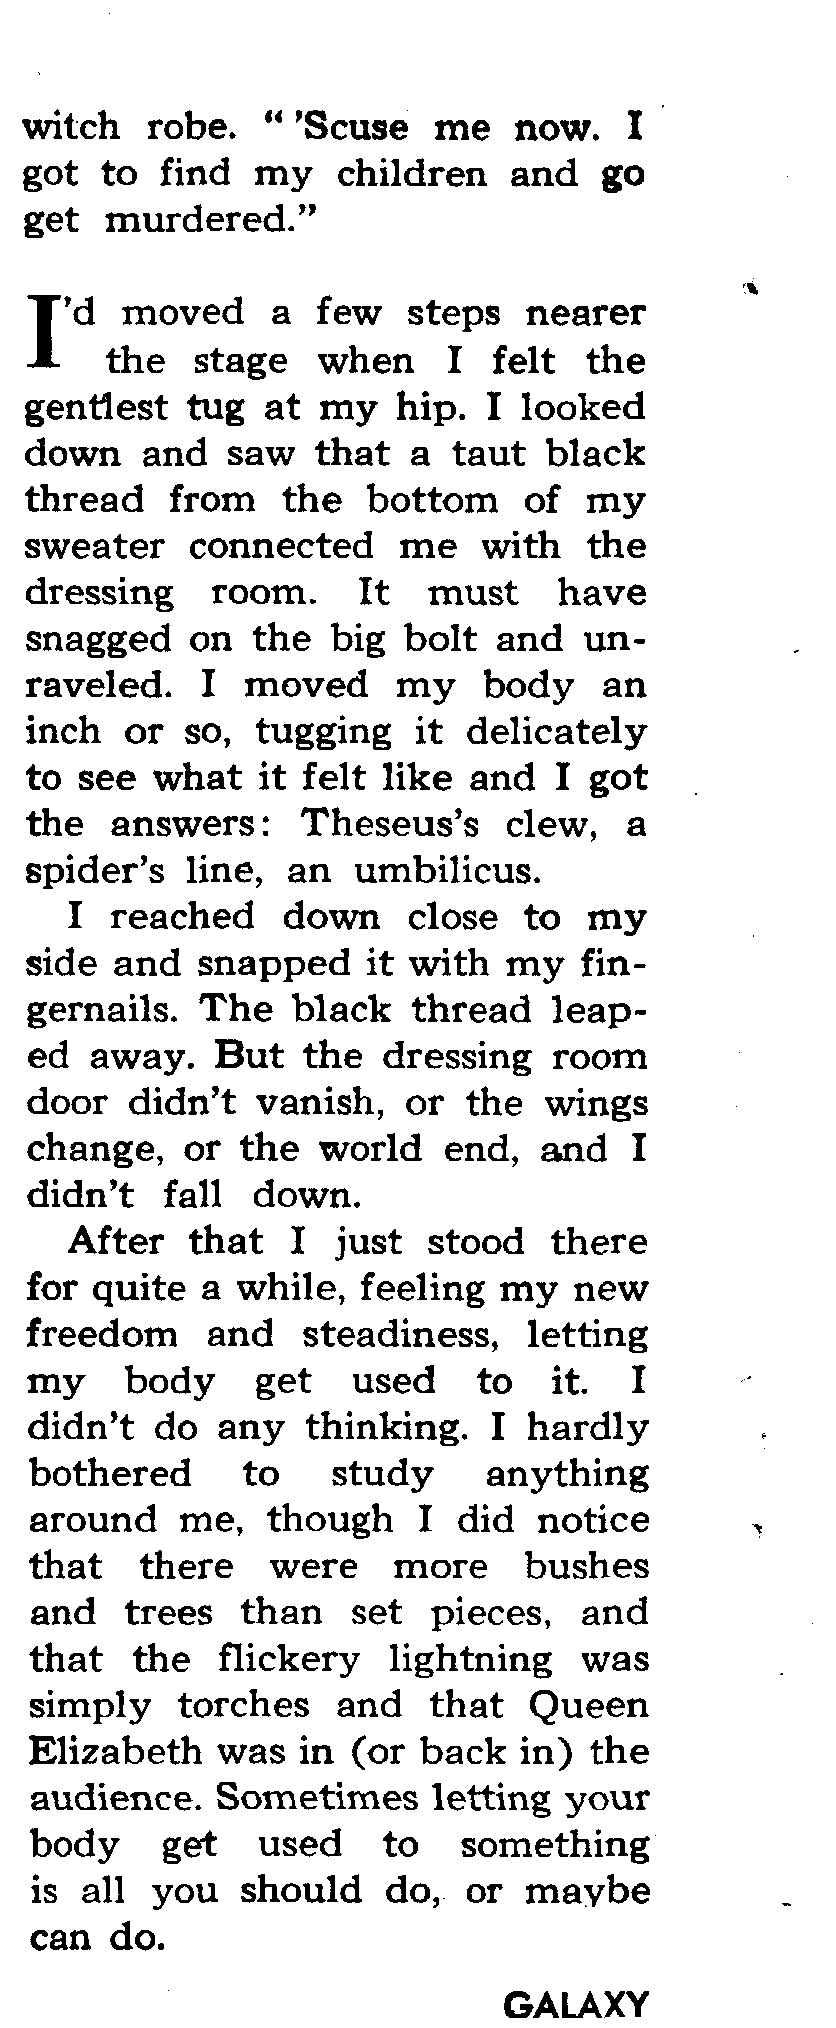 witch robe. “ ’Scuse me now. I
got to find my children and go
get murdered.”
I’d moved a few steps nearer
the stage when I felt the
gentlest tug at my hip. I looked
down and saw that a taut black
thread from the bottom of my
sweater connected me with the
dressing room. It must have
snagged on the big bolt and un-
raveled. I moved my body an
inch or so, tugging it delicately
to see what it felt like and I got
the answers: Theseus’s clew, a
spider’s line, an umbilicus.
I reached down close to my
side and snapped it with my fin-
gernails. The black thread leap-
ed away. But the dressing room
door didn’t vanish, or the wings
change, or the world end, and I
didn’t fall down.
After that I just stood there
for quite a while, feeling my new
freedom and steadiness, letting
my body get used to it. I
didn’t do any thinking. I hardly
bothered to study anything
around me, though I did notice
that there were more bushes
and trees than set pieces, and
that the flickery lightning was
simply torches and that Queen
Elizabeth was in (or back in) the
audience. Sometimes letting your
body get used to something
is all you should do, or maybe
can do.
GALAXY